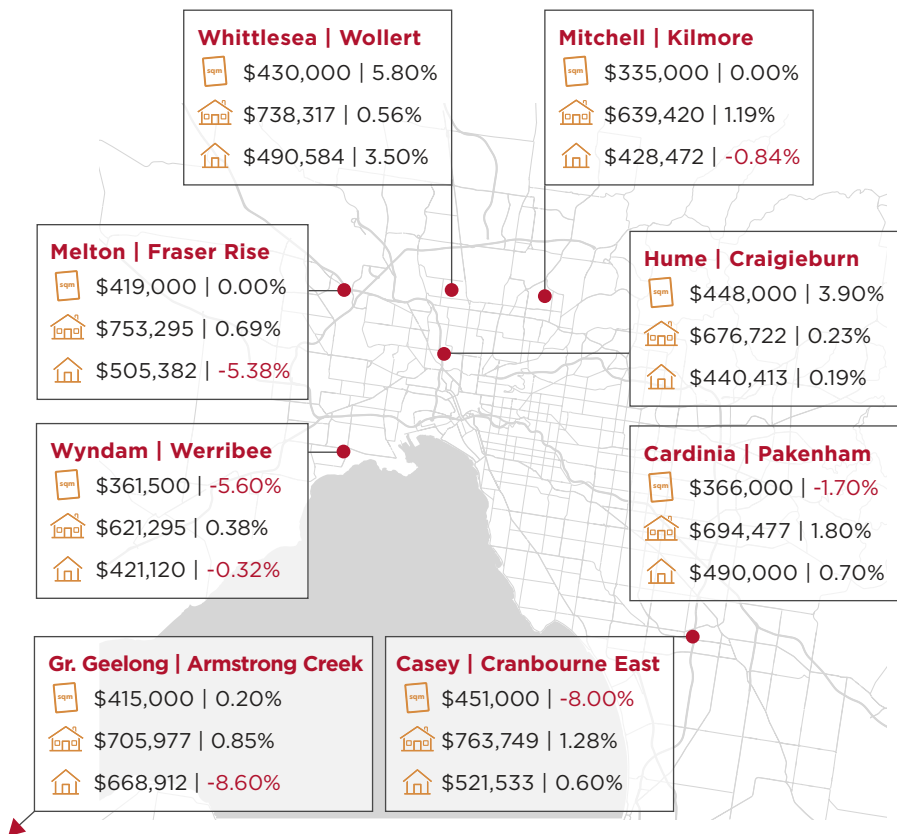 Whittlesea | Wollert
sqm $430,000 | 5.80%
$738,317 | 0.56%
$490,584 | 3.50%
Mitchell | Kilmore
sqm $335,000 | 0.00%
$639,420 | 1.19%
$428,472 | -0.84%
Melton | Fraser Rise
sqm $419,000 | 0.00%
$753,295 | 0.69%
$505,382 | -5.38%
Hume | Craigieburn
sqm $448,000 | 3.90%
$676,722 | 0.23%
$440,413 | 0.19%
Wyndam | Werribee
sqm $361,500 | -5.60%
$621,295 | 0.38%
$421,120 | -0.32%
Cardinia | Pakenham
sqm $366,000 | -1.70%
$694,477 | 1.80%
$490,000 | 0.70%
Gr. Geelong | Armstrong Creek
sqm $415,000 | 0.20%
$705,977 | 0.85%
$668,912 | -8.60%
Casey | Cranbourne East
sqm $451,000 | -8.00%
$763,749 | 1.28%
$521,533 | 0.60%